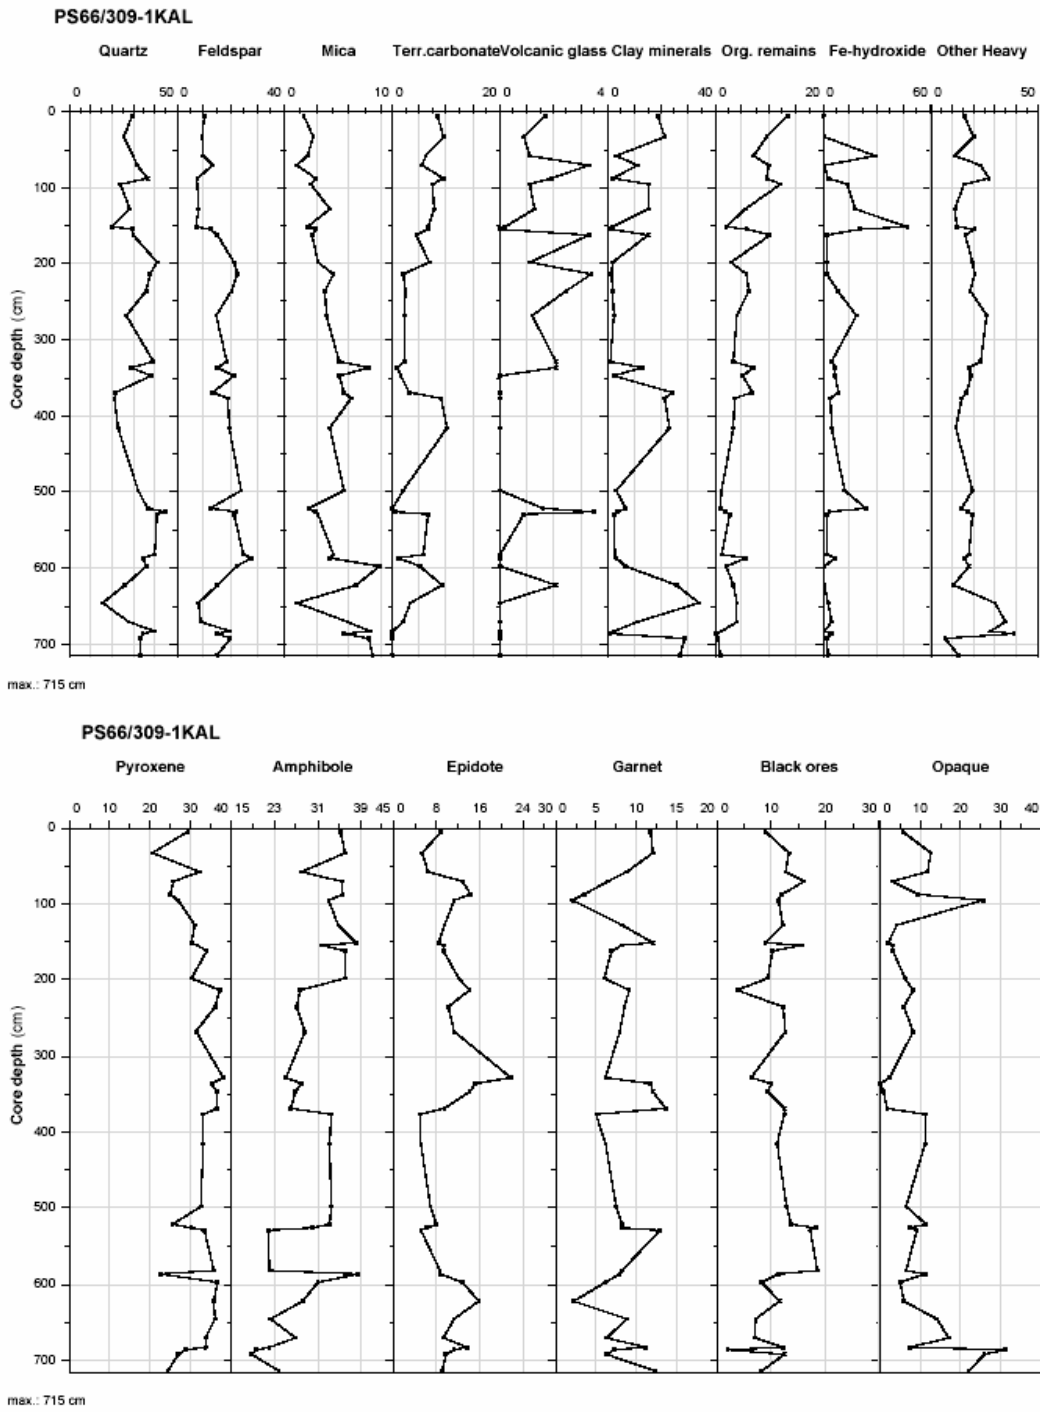 PS66/309-1KAL
Quartz Feldspar Mica Terr.carbonate Volcanic glass Clay minerals Org. remains Fe-hydroxide Other Heavy
0 50 0 40 0 10 0 20 0 4 0 40 0 20 0 60 0 50
0
100
200
300
400
500
600
700
Core depth (cm)
max.: 715 cm
PS66/309-1KAL
Pyroxene Amphibole Epidote Garnet Black ores Opaque
0 10 20 30 40 15 23 31 39 45 0 8 16 24 30 0 5 10 15 20 0 10 20 30 0 10 20 30 40
0
100
200
300
400
500
600
700
Core depth (cm)
max.: 715 cm